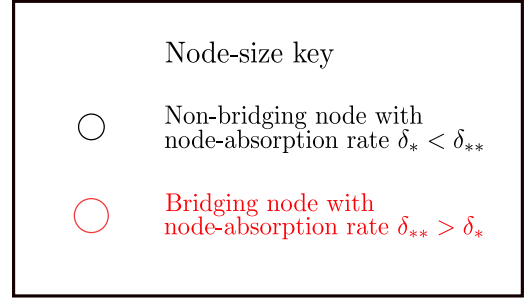 Node-size key
Non-bridging node with
node-absorption rate δ* < δ**
Bridging node with
node-absorption rate δ** > δ*